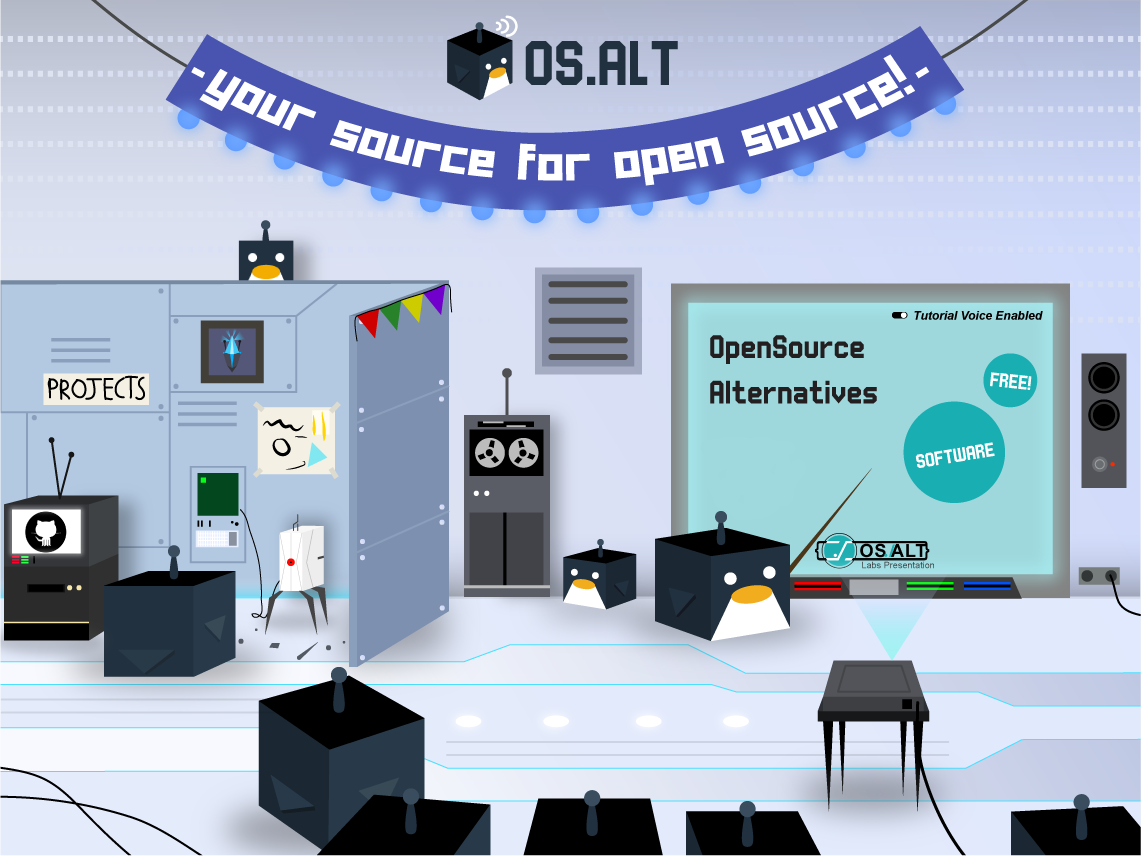 OS.ALT
-your source for open source!-
Tutorial Voice Enabled
OpenSource
Alternatives
FREE!
SOFTWARE
PROJECTS
OS/ALT
Labs Presentation